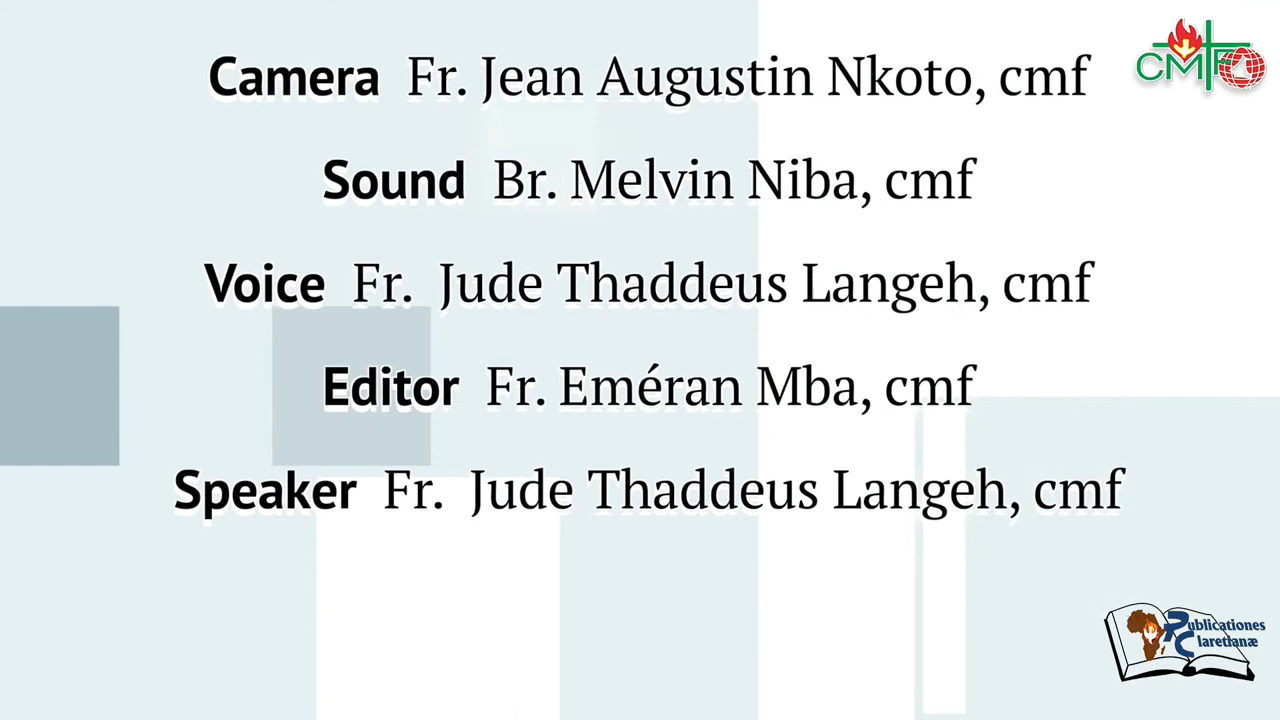 CMF
Camera Fr. Jean Augustin Nkoto, cmf
Sound Br. Melvin Niba, cmf
Voice Fr. Jude Thaddeus Langeh, cmf
Editor Fr. Eméran Mba, cmf
Speaker Fr. Jude Thaddeus Langeh, cmf
Publicationes
Claretianæ